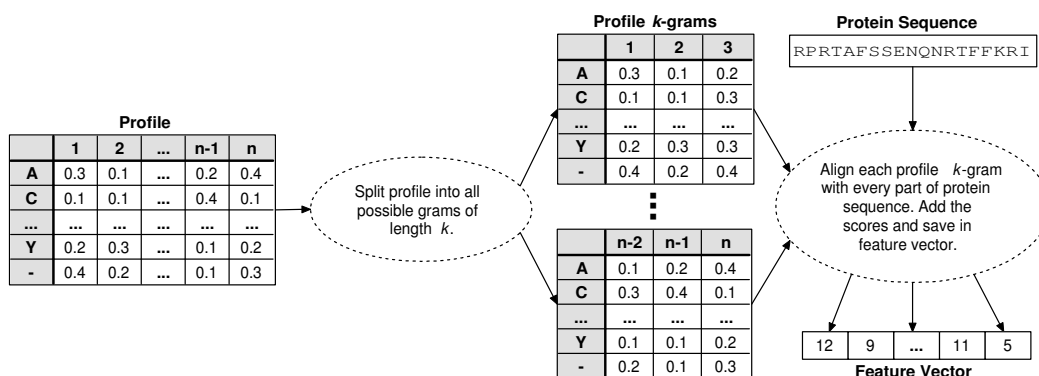 Profile
1 2 ... n-1 n
A 0.3 0.1 ... 0.2 0.4
C 0.1 0.1 ... 0.4 0.1
... ... ... ... ... ...
Y 0.2 0.3 ... 0.1 0.2
- 0.4 0.2 ... 0.1 0.3
Split profile into all
possible grams of
length k.
Profile k-grams
1 2 3
A 0.3 0.1 0.2
C 0.1 0.1 0.3
... ... ... ...
Y 0.2 0.3 0.3
- 0.4 0.2 0.4
n-2 n-1 n
A 0.1 0.2 0.4
C 0.3 0.4 0.1
... ... ... ...
Y 0.1 0.1 0.2
- 0.2 0.1 0.3
Protein Sequence
RPRTAFSSENQNRTFFKRI
Align each profile k-gram
with every part of protein
sequence. Add the
scores and save in
feature vector.
12 9 ... 11 5
Feature Vector